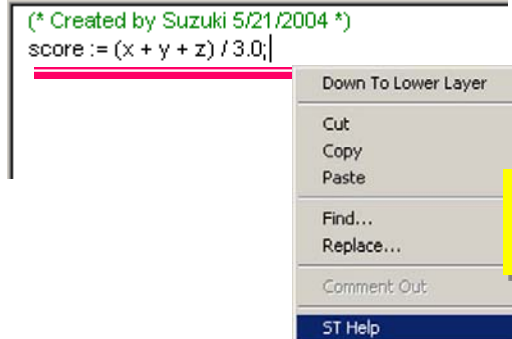 (* Created by Suzuki 5/21/2004 *)
score := (x + y + z) / 3.0;
Down To Lower Layer
Cut
Copy
Paste
Find...
Replace...
Comment Out
ST Help